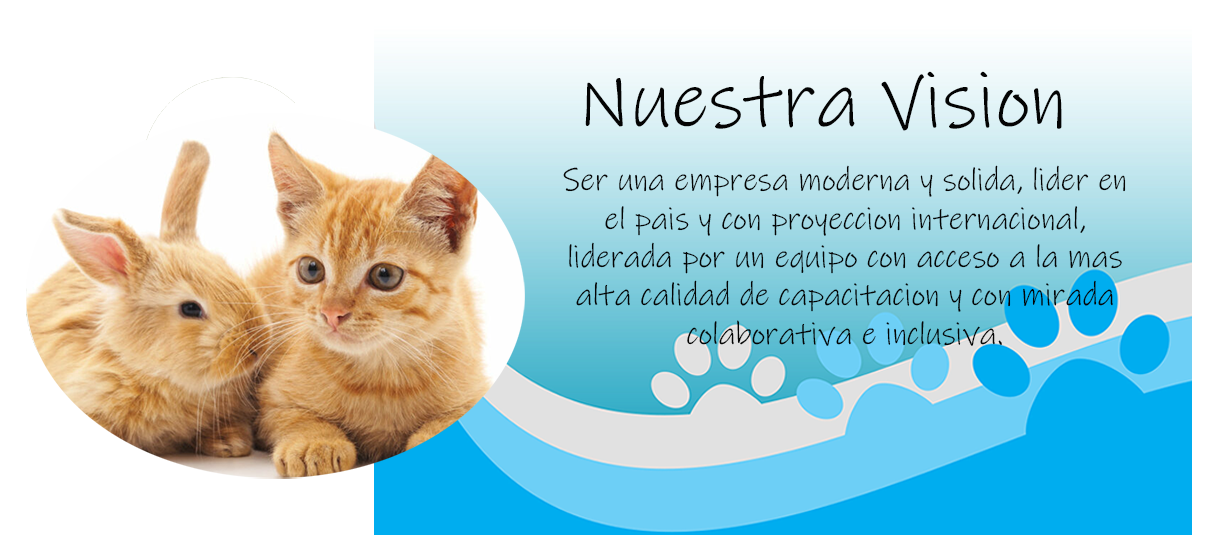 Nuestra Vision
Ser una empresa moderna y solida, lider en
el pais y con proyeccion internacional,
liderada por un equipo con acceso a la mas
alta calidad de capacitacion y con mirada
colaborativa e inclusiva.